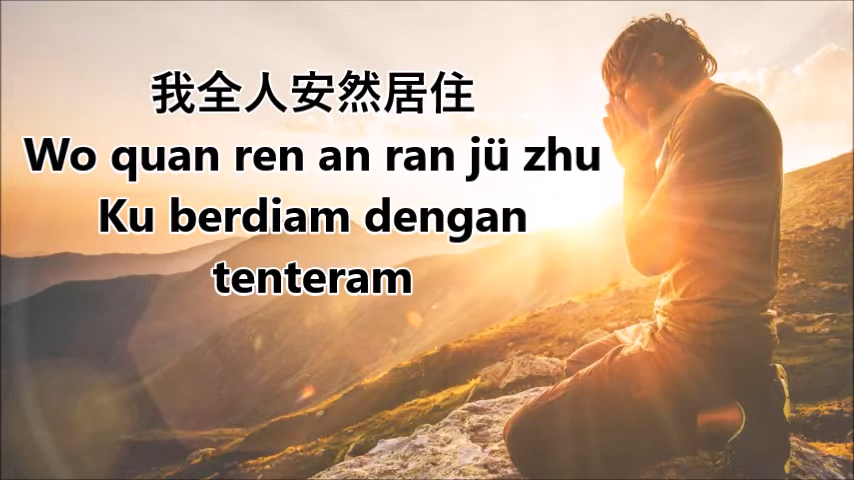 我全人安然居住
Wo quan ren an ran jü zhu
Ku berdiam dengan
tenteram